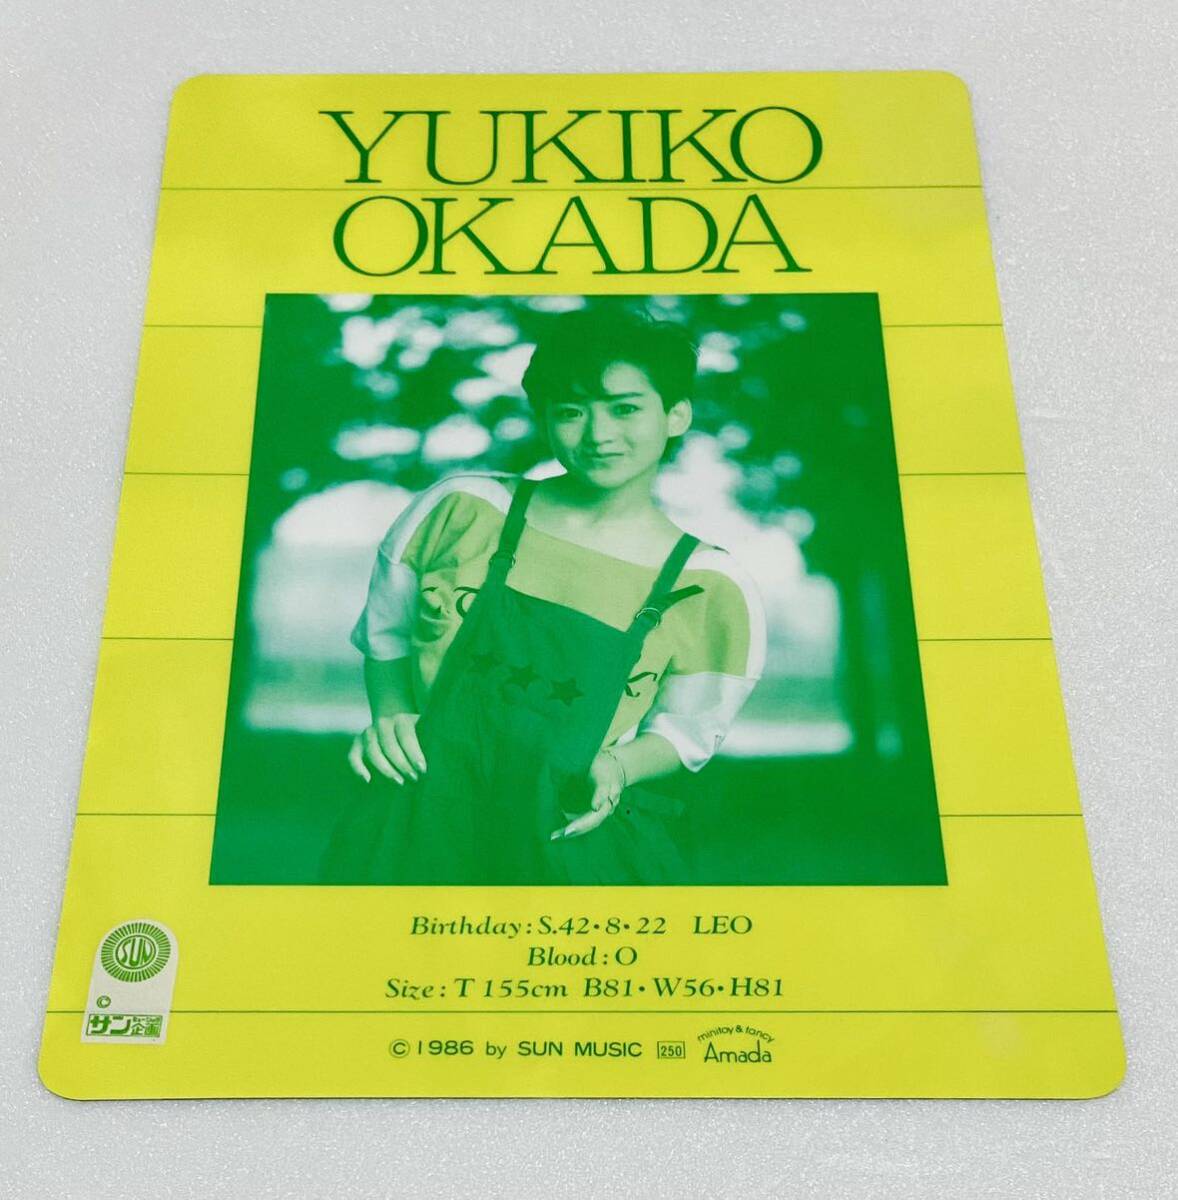 YUKIKO
OKADA
Birthday : S.42・8・22 LEO
Blood : O
Size : T 155cm B81・W56・H81
SUN
©
サン
企画
© 1986 by SUN MUSIC 250
minitoy & fancy
Amada